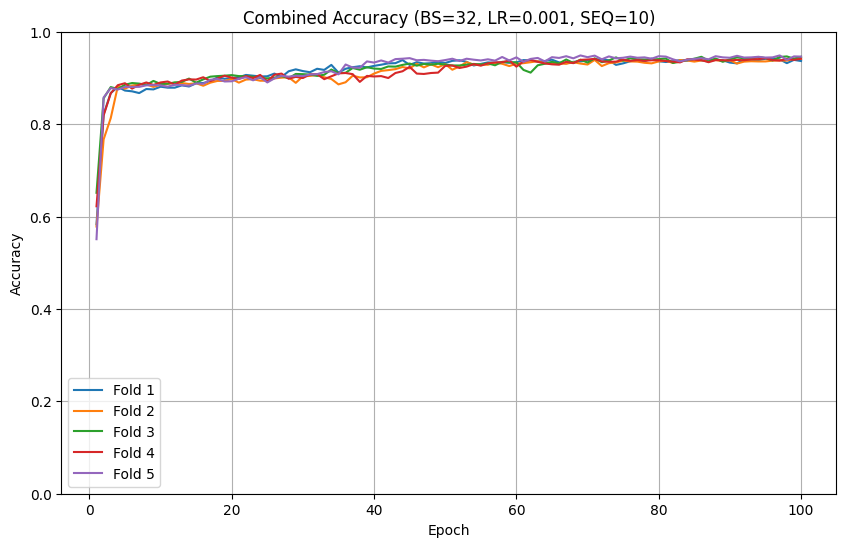 Combined Accuracy (BS=32, LR=0.001, SEQ=10)
1.0
0.8
0.6
0.4
0.2
0.0
Accuracy
Fold 1
Fold 2
Fold 3
Fold 4
Fold 5
0 20 40 60 80 100
Epoch